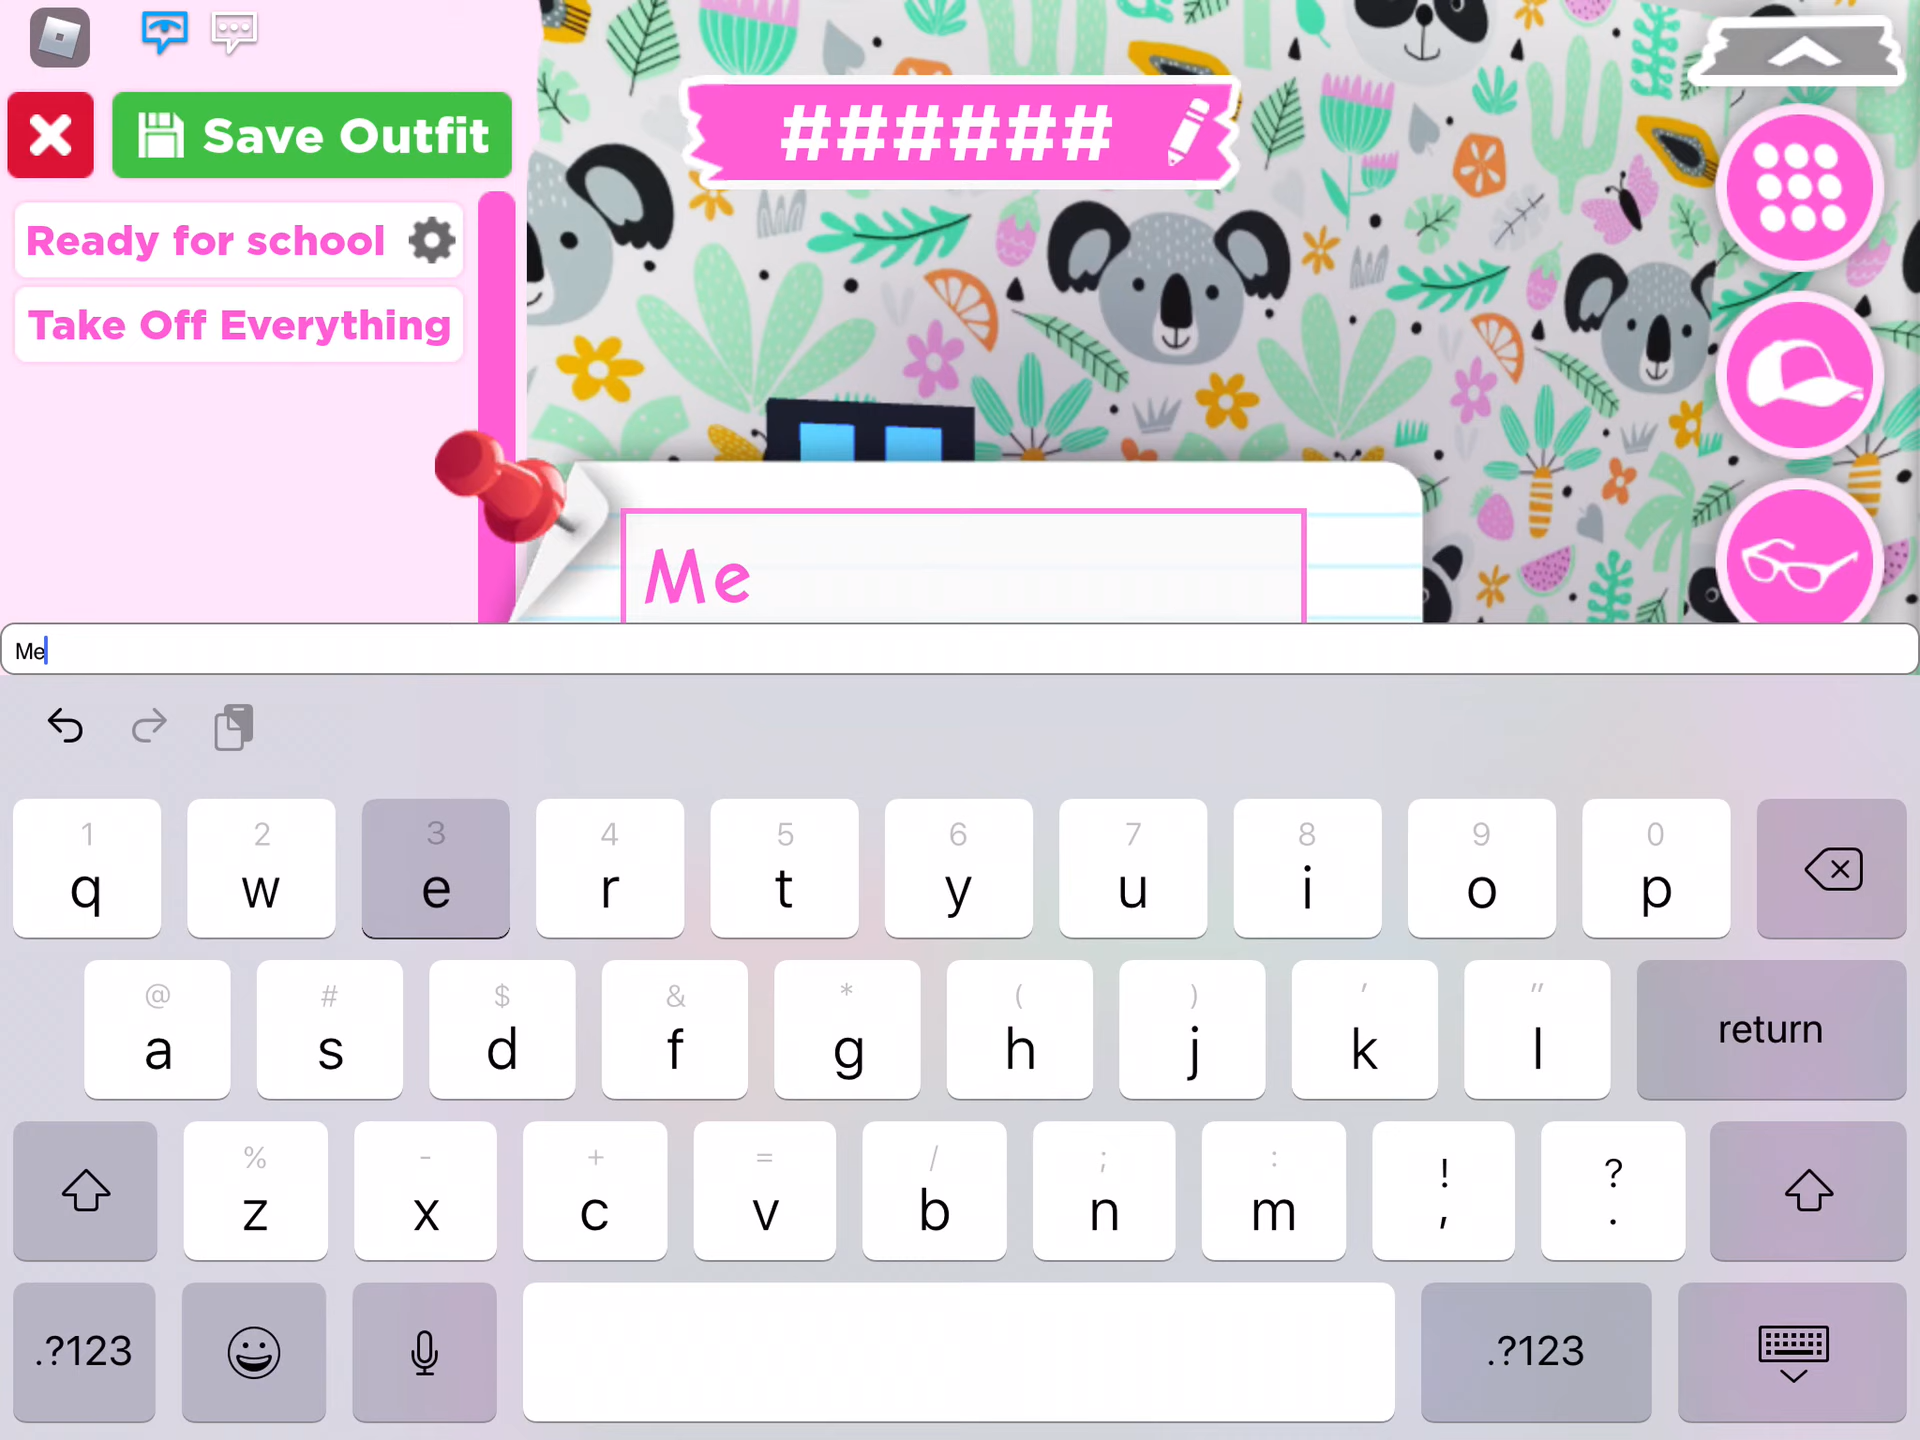 ######
Save Outfit
Ready for school
Take Off Everything
Me
Me
1 2 3 4 5 6 7 8 9 0
q w e r t y u i o p
@ # $ & * ( ) ' "
a s d f g h j k l return
% - + = / ; : ! ?
z x c v b n m , .
.?123 .?123